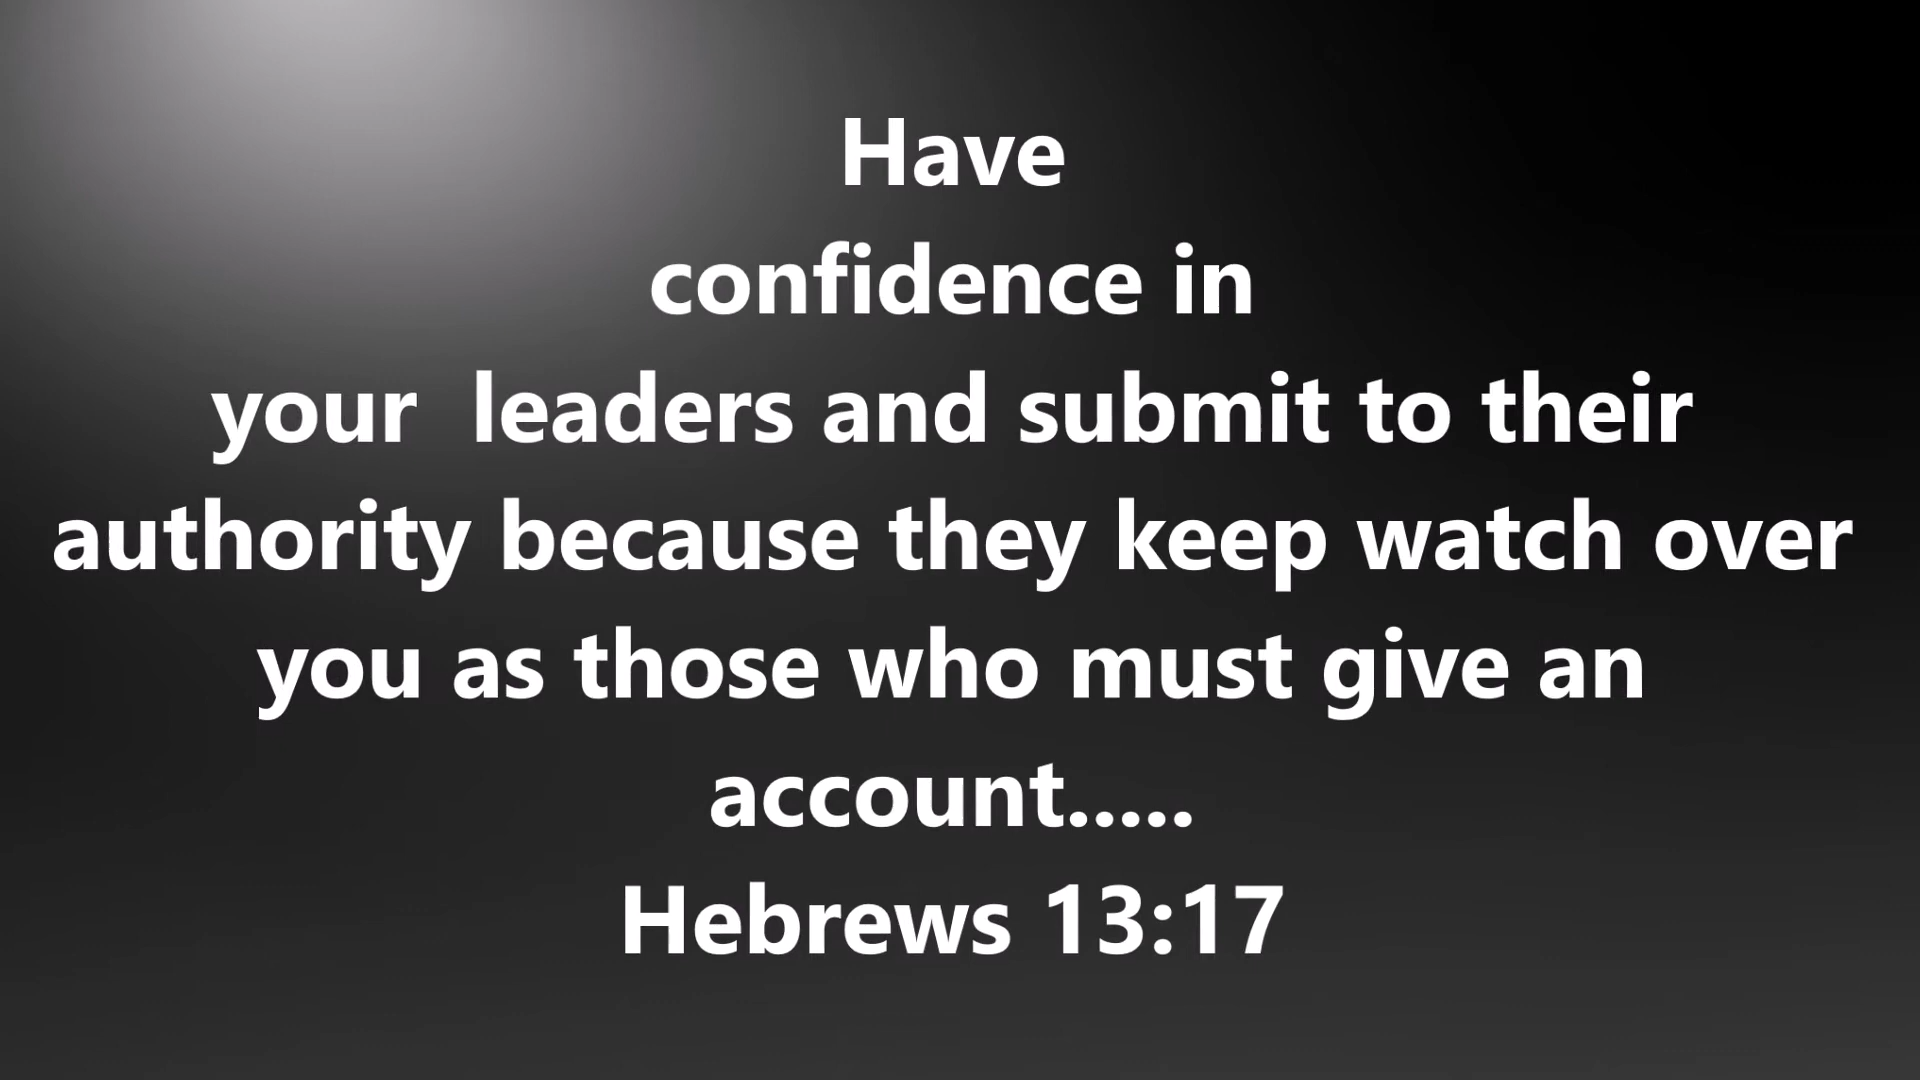 Have
confidence in
your  leaders and submit to their
authority because they keep watch over
you as those who must give an
account.....
Hebrews 13:17